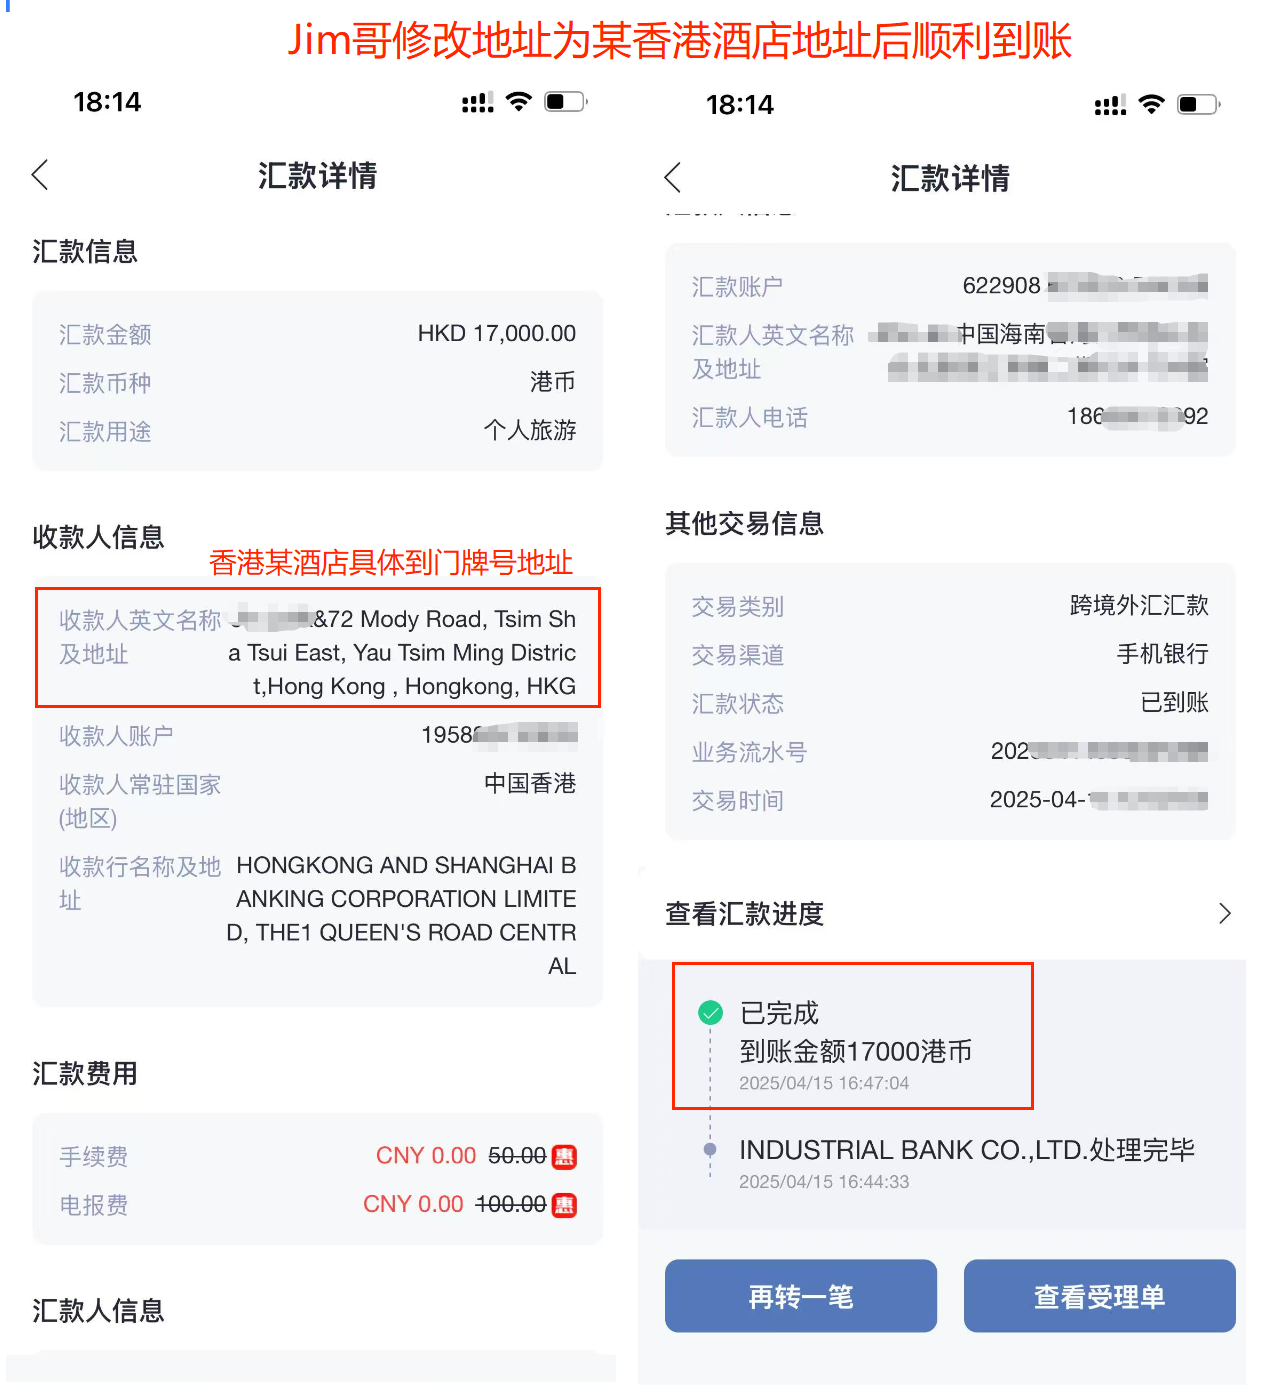 Jim哥修改地址为某香港酒店地址后顺利到账
18:14
汇款详情
汇款信息
汇款金额 HKD 17,000.00
汇款币种 港币
汇款用途 个人旅游
收款人信息
香港某酒店具体到门牌号地址
收款人英文名称 &72 Mody Road, Tsim Sh
及地址 a Tsui East, Yau Tsim Ming Distric
t,Hong Kong , Hongkong, HKG
收款人账户 1958
收款人常驻国家 中国香港
(地区)
收款行名称及地 HONGKONG AND SHANGHAI B
址 ANKING CORPORATION LIMITE
D, THE1 QUEEN'S ROAD CENTR
AL
汇款费用
手续费 CNY 0.00 50.00 惠
电报费 CNY 0.00 100.00 惠
汇款人信息
18:14
汇款详情
汇款账户 622908
汇款人英文名称 中国海南
及地址
汇款人电话 186 92
其他交易信息
交易类别 跨境外汇汇款
交易渠道 手机银行
汇款状态 已到账
业务流水号 202
交易时间 2025-04-1
查看汇款进度
已完成
到账金额17000港币
2025/04/15 16:47:04
INDUSTRIAL BANK CO.,LTD.处理完毕
2025/04/15 16:44:33
再转一笔 查看受理单